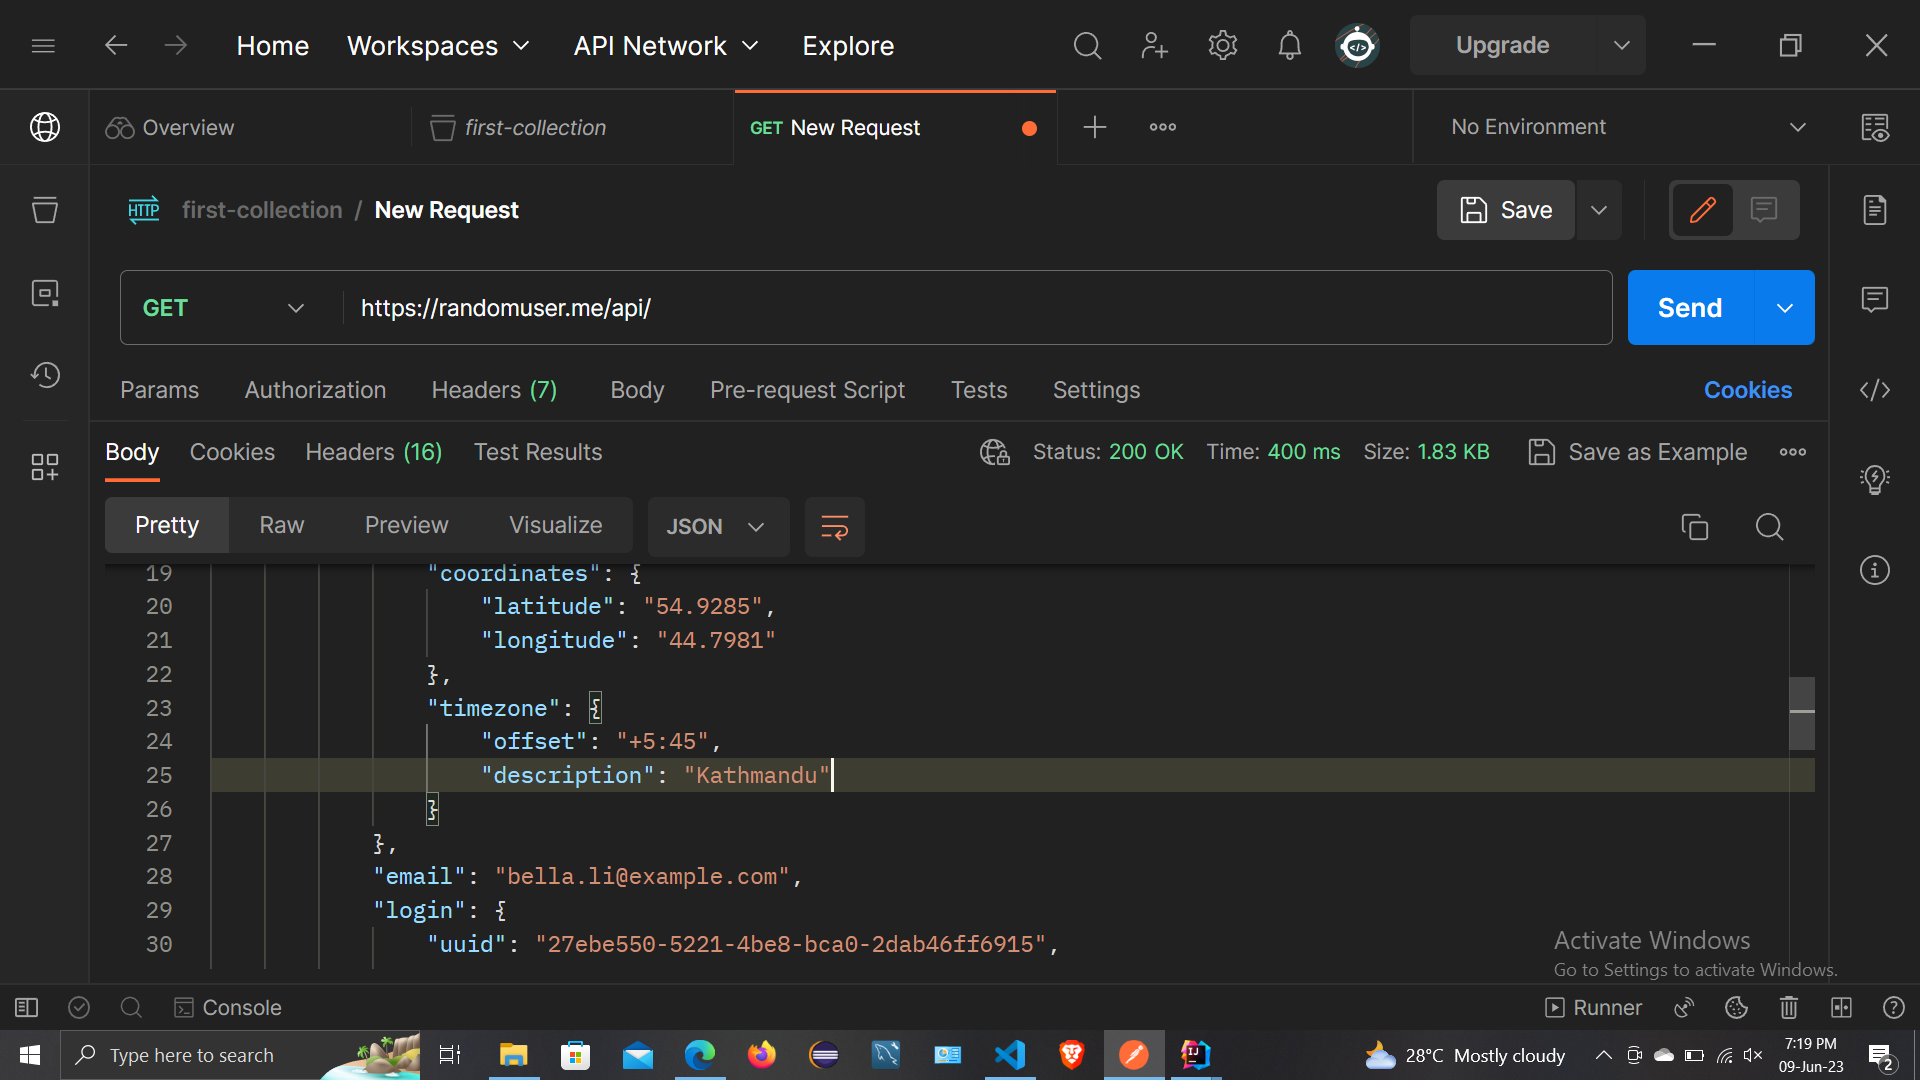 Home Workspaces API Network Explore Upgrade
Overview first-collection GET New Request No Environment
HTTP first-collection / New Request Save
GET https://randomuser.me/api/ Send
Params Authorization Headers (7) Body Pre-request Script Tests Settings Cookies
Body Cookies Headers (16) Test Results Status: 200 OK Time: 400 ms Size: 1.83 KB Save as Example
Pretty Raw Preview Visualize JSON
19 "coordinates": {
20 "latitude": "54.9285",
21 "longitude": "44.7981"
22 },
23 "timezone": {
24 "offset": "+5:45",
25 "description": "Kathmandu"
26 }
27 },
28 "email": "bella.li@example.com",
29 "login": {
30 "uuid": "27ebe550-5221-4be8-bca0-2dab46ff6915",
Activate Windows
Go to Settings to activate Windows.
Console Runner
Type here to search 28°C Mostly cloudy 7:19 PM
09-Jun-23 2